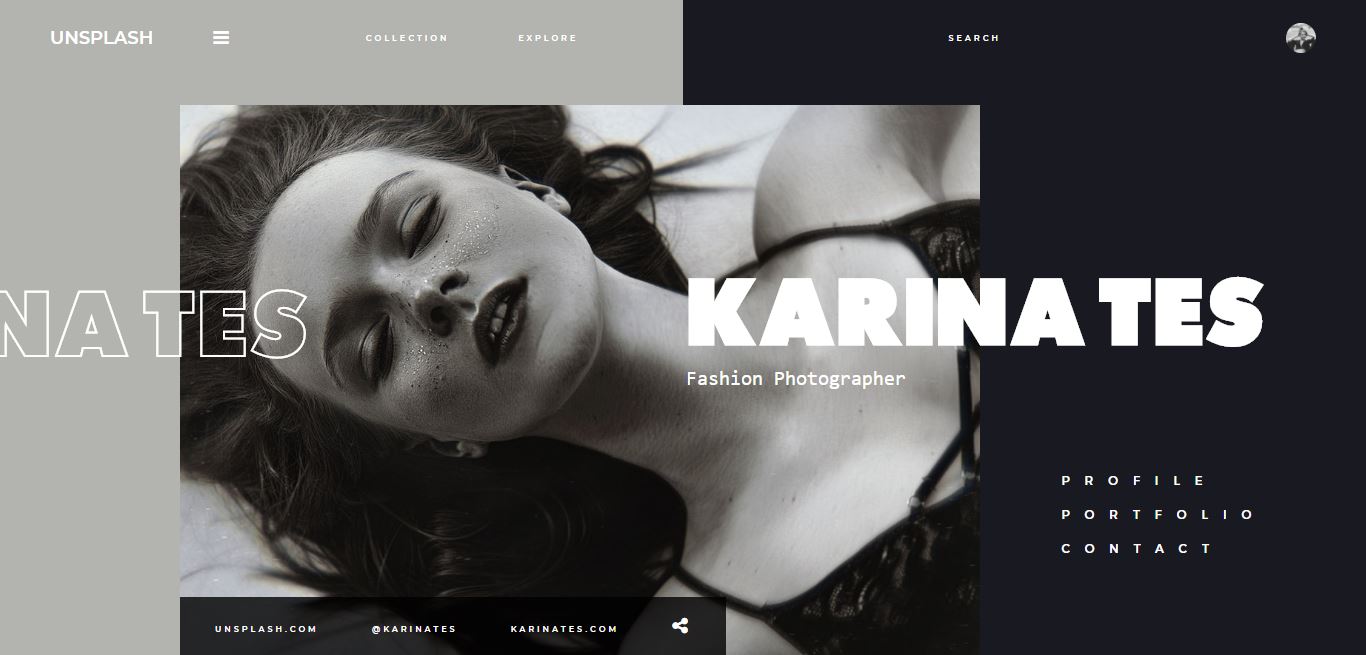 UNSPLASH
COLLECTION
EXPLORE
SEARCH
NA TES
KARINA TES
Fashion Photographer
PROFILE
PORTFOLIO
CONTACT
UNSPLASH.COM
@KARINATES
KARINATES.COM